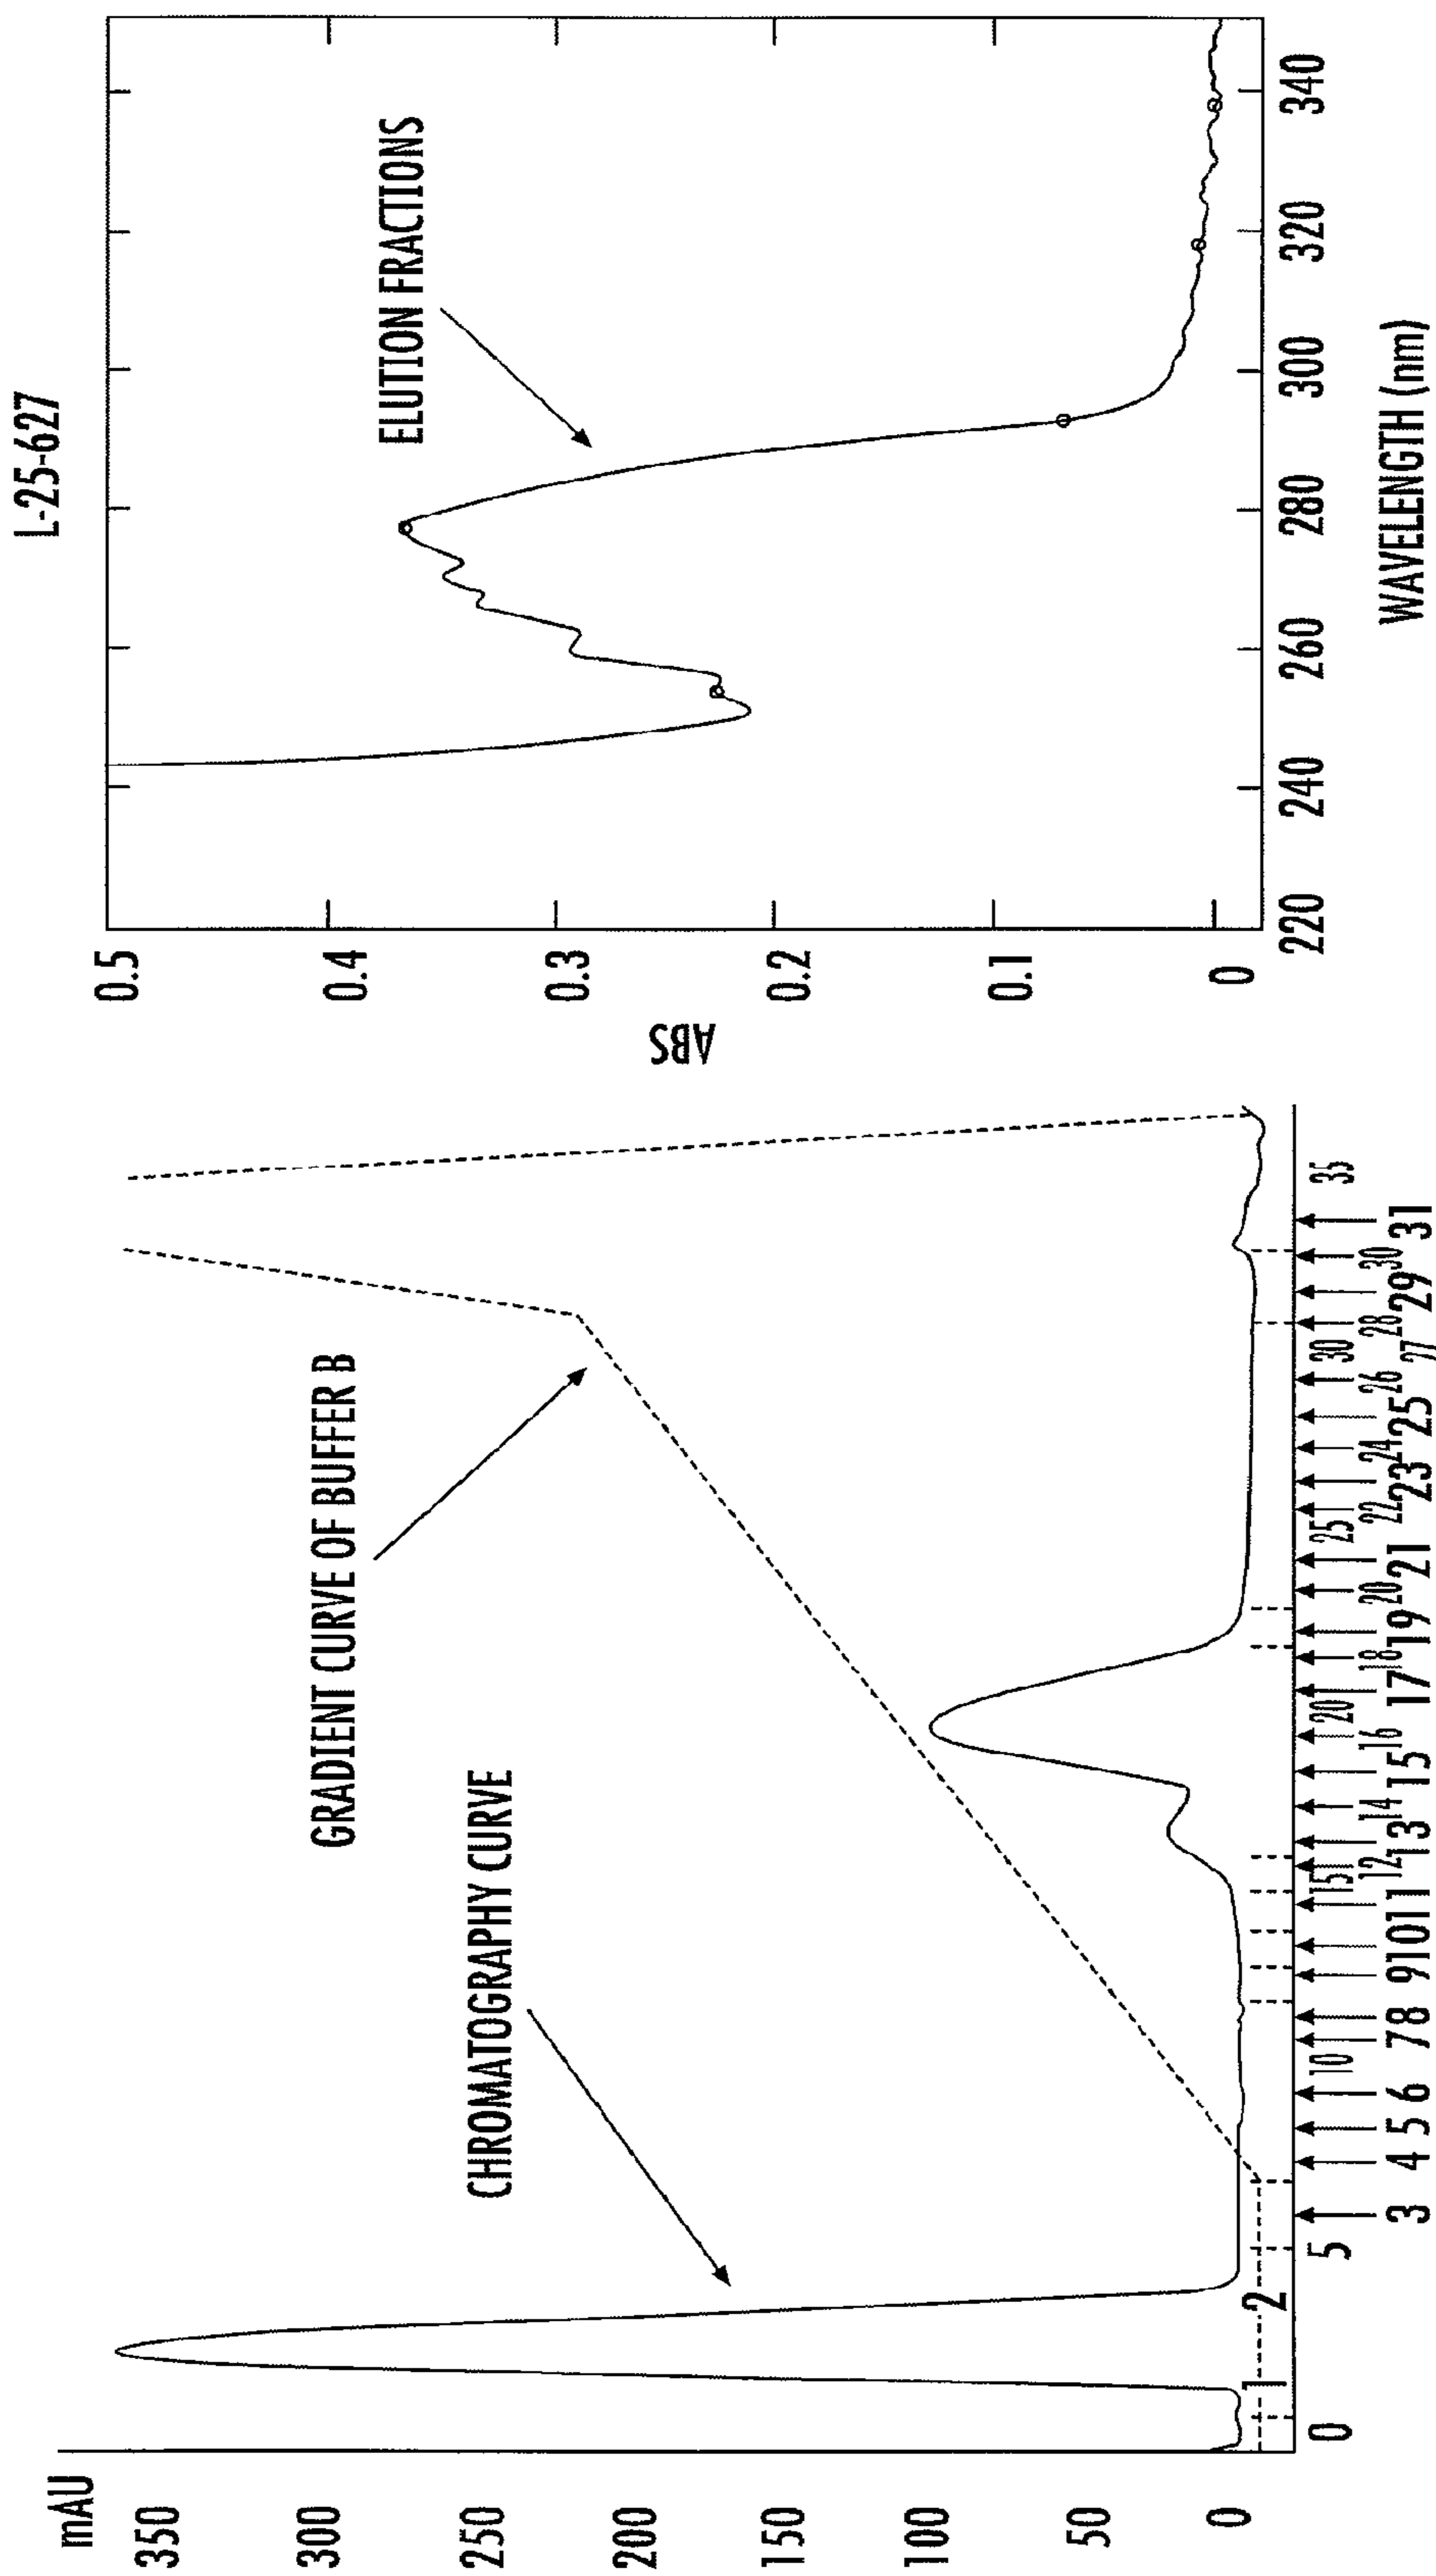 mAU
350
300
250
200
150
100
50
0
CHROMATOGRAPHY CURVE
GRADIENT CURVE OF BUFFER B
1 2
0 5 10 15 20 25 30 35
12 14 16 18 20 22 24 26 28 30
3 4 5 6 7 8 9 10 11 13 15 17 19 21 23 25 27 29 31
L-25-627
ABS
0.5
0.4
0.3
0.2
0.1
0
ELUTION FRACTIONS
220 240 260 280 300 320 340
WAVELENGTH (nm)